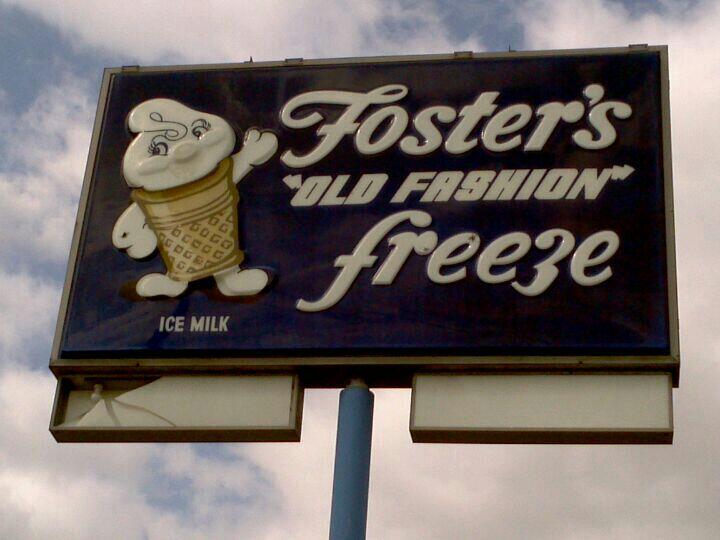 Foster's
"OLD FASHION"
freeze
ICE MILK